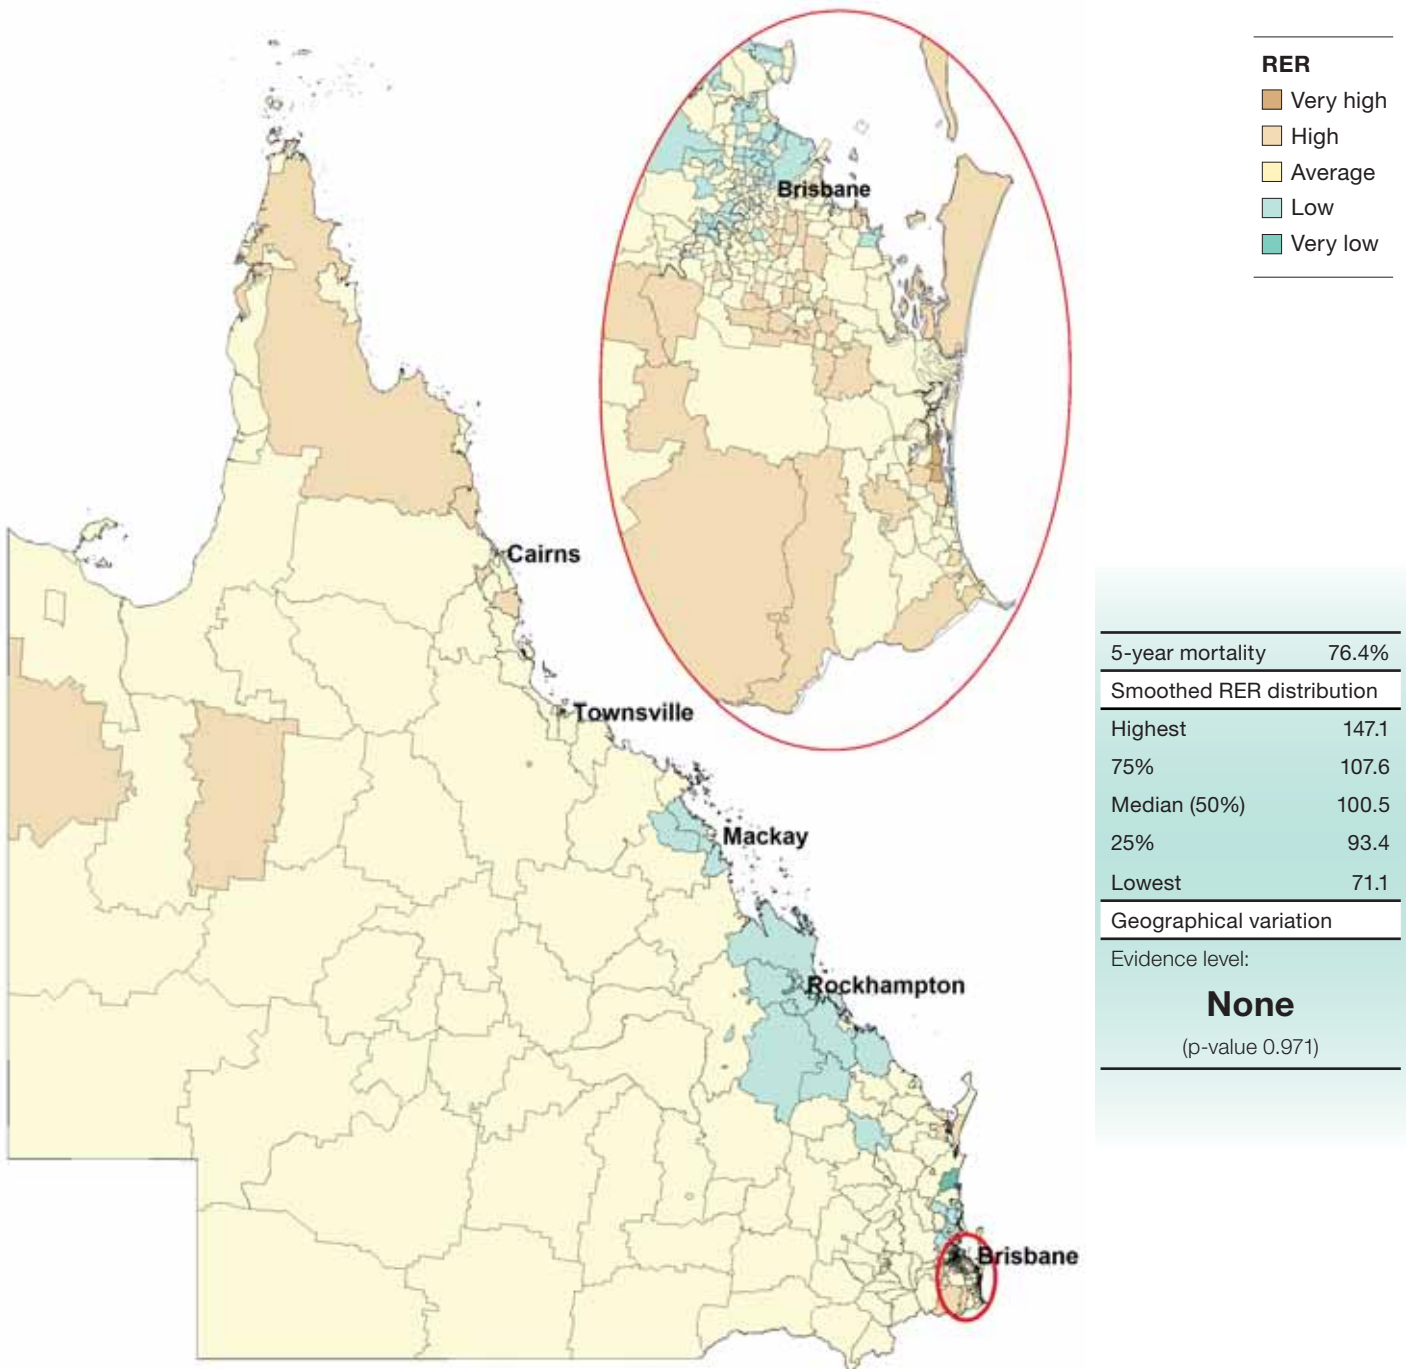 RER
Very high
High
Average
Low
Very low
Brisbane
Cairns
Townsville
Mackay
Rockhampton
Brisbane
5-year mortality 76.4%
Smoothed RER distribution
Highest 147.1
75% 107.6
Median (50%) 100.5
25% 93.4
Lowest 71.1
Geographical variation
Evidence level:
None
(p-value 0.971)